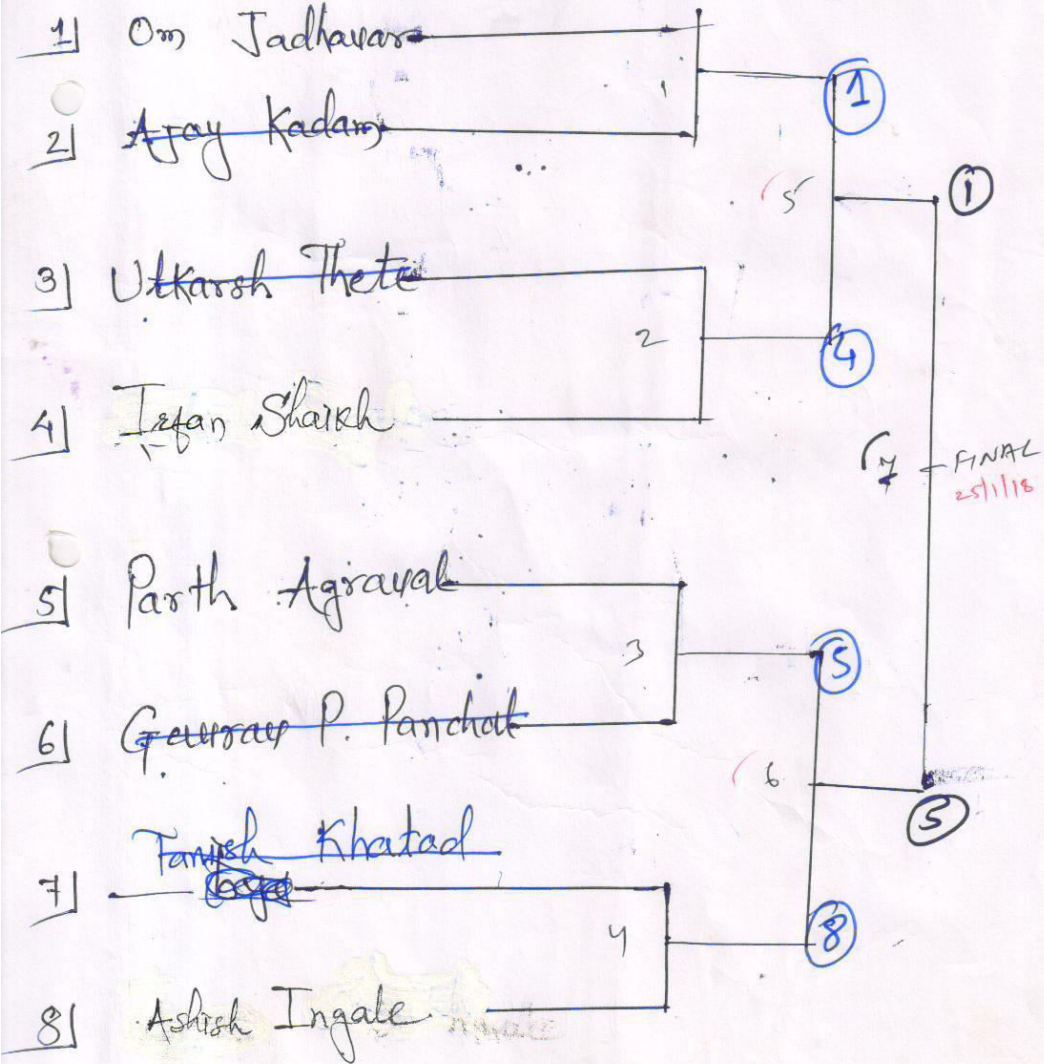 1] Om Jadhavar
1
①
2] Ajay Kadam
5
①
3] Utkarsh Thete
2
④
4] Irfan Shaikh
7 FINAL
25/1/18
5] Parth Agraval
3
⑤
6] Gaurav P. Panchal
6
⑤
Tanish Khatad
7]
4
⑧
8] Ashish Ingale